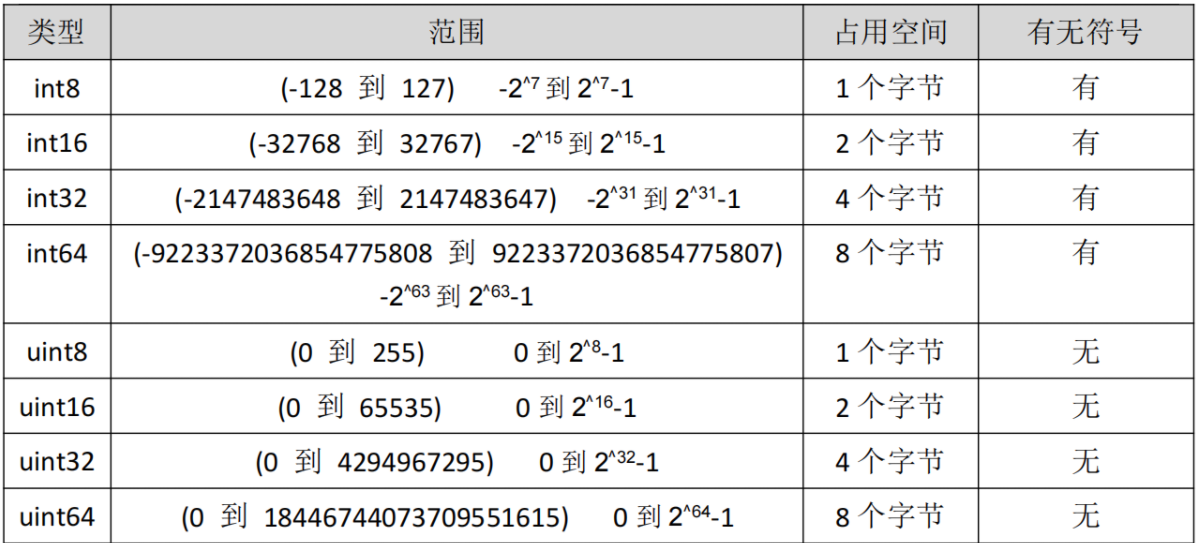 类型 范围 占用空间 有无符号
int8 (-128 到 127) -2^7 到 2^7-1 1 个字节 有
int16 (-32768 到 32767) -2^15 到 2^15-1 2 个字节 有
int32 (-2147483648 到 2147483647) -2^31 到 2^31-1 4 个字节 有
int64 (-9223372036854775808 到 9223372036854775807) 8 个字节 有
-2^63 到 2^63-1
uint8 (0 到 255) 0 到 2^8-1 1 个字节 无
uint16 (0 到 65535) 0 到 2^16-1 2 个字节 无
uint32 (0 到 4294967295) 0 到 2^32-1 4 个字节 无
uint64 (0 到 18446744073709551615) 0 到 2^64-1 8 个字节 无